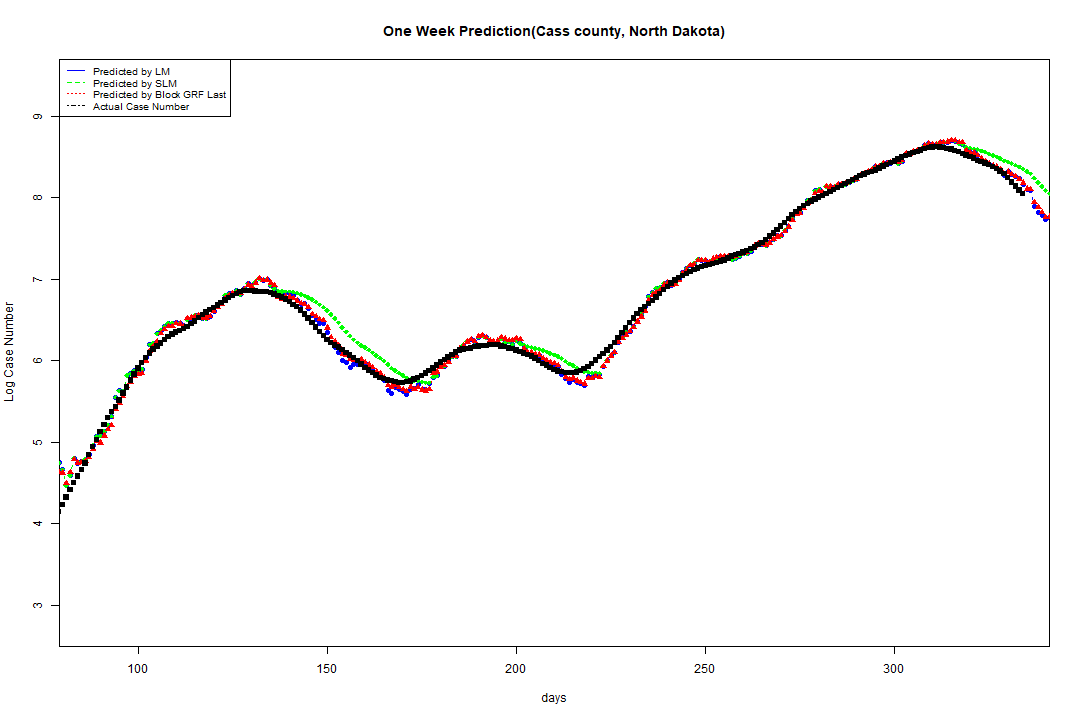 One Week Prediction(Cass county, North Dakota)
Predicted by LM
Predicted by SLM
Predicted by Block GRF Last
Actual Case Number
9
8
7
6
5
4
3
Log Case Number
100 150 200 250 300
days